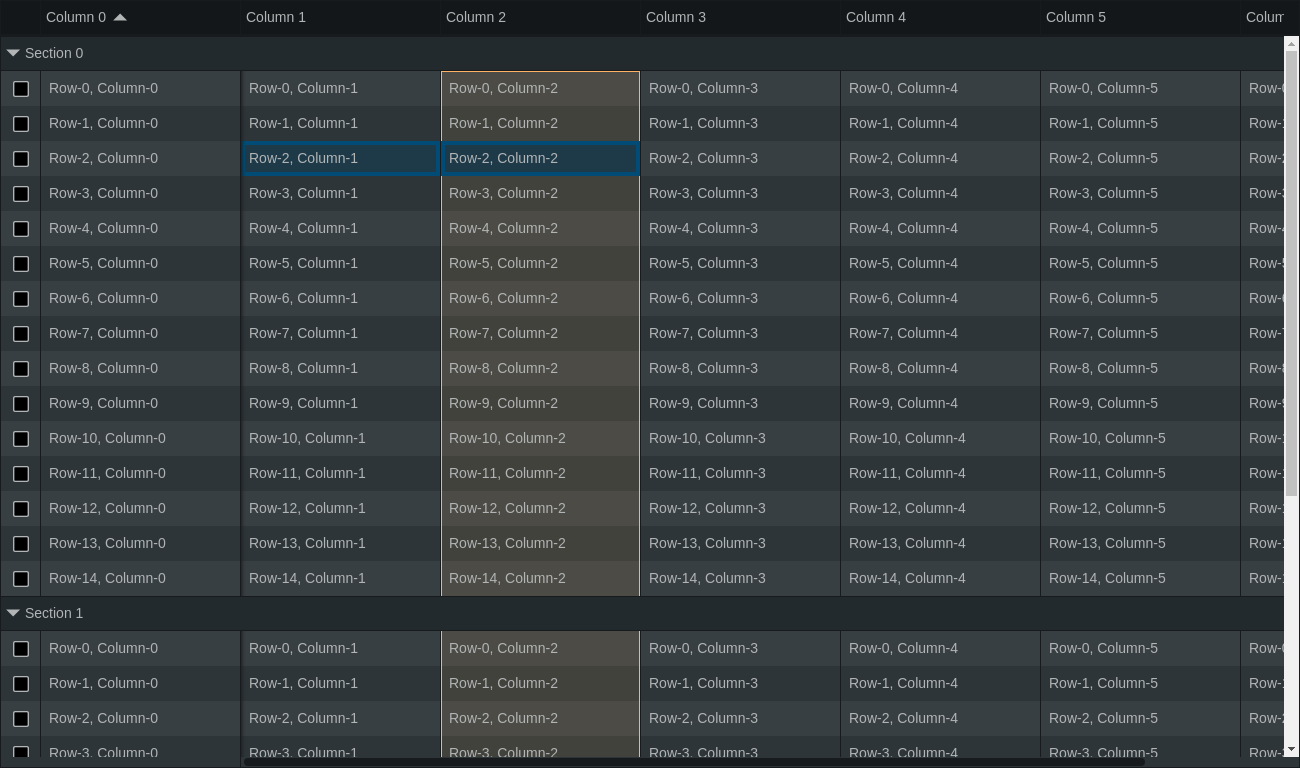 Column 0 Column 1 Column 2 Column 3 Column 4 Column 5 Colum
Section 0
Row-0, Column-0 Row-0, Column-1 Row-0, Column-2 Row-0, Column-3 Row-0, Column-4 Row-0, Column-5 Row-0
Row-1, Column-0 Row-1, Column-1 Row-1, Column-2 Row-1, Column-3 Row-1, Column-4 Row-1, Column-5 Row-1
Row-2, Column-0 Row-2, Column-1 Row-2, Column-2 Row-2, Column-3 Row-2, Column-4 Row-2, Column-5 Row-2
Row-3, Column-0 Row-3, Column-1 Row-3, Column-2 Row-3, Column-3 Row-3, Column-4 Row-3, Column-5 Row-3
Row-4, Column-0 Row-4, Column-1 Row-4, Column-2 Row-4, Column-3 Row-4, Column-4 Row-4, Column-5 Row-4
Row-5, Column-0 Row-5, Column-1 Row-5, Column-2 Row-5, Column-3 Row-5, Column-4 Row-5, Column-5 Row-5
Row-6, Column-0 Row-6, Column-1 Row-6, Column-2 Row-6, Column-3 Row-6, Column-4 Row-6, Column-5 Row-6
Row-7, Column-0 Row-7, Column-1 Row-7, Column-2 Row-7, Column-3 Row-7, Column-4 Row-7, Column-5 Row-7
Row-8, Column-0 Row-8, Column-1 Row-8, Column-2 Row-8, Column-3 Row-8, Column-4 Row-8, Column-5 Row-8
Row-9, Column-0 Row-9, Column-1 Row-9, Column-2 Row-9, Column-3 Row-9, Column-4 Row-9, Column-5 Row-9
Row-10, Column-0 Row-10, Column-1 Row-10, Column-2 Row-10, Column-3 Row-10, Column-4 Row-10, Column-5 Row-1
Row-11, Column-0 Row-11, Column-1 Row-11, Column-2 Row-11, Column-3 Row-11, Column-4 Row-11, Column-5 Row-1
Row-12, Column-0 Row-12, Column-1 Row-12, Column-2 Row-12, Column-3 Row-12, Column-4 Row-12, Column-5 Row-1
Row-13, Column-0 Row-13, Column-1 Row-13, Column-2 Row-13, Column-3 Row-13, Column-4 Row-13, Column-5 Row-1
Row-14, Column-0 Row-14, Column-1 Row-14, Column-2 Row-14, Column-3 Row-14, Column-4 Row-14, Column-5 Row-1
Section 1
Row-0, Column-0 Row-0, Column-1 Row-0, Column-2 Row-0, Column-3 Row-0, Column-4 Row-0, Column-5 Row-0
Row-1, Column-0 Row-1, Column-1 Row-1, Column-2 Row-1, Column-3 Row-1, Column-4 Row-1, Column-5 Row-1
Row-2, Column-0 Row-2, Column-1 Row-2, Column-2 Row-2, Column-3 Row-2, Column-4 Row-2, Column-5 Row-2
Row-3, Column-0 Row-3, Column-1 Row-3, Column-2 Row-3, Column-3 Row-3, Column-4 Row-3, Column-5 Row-3